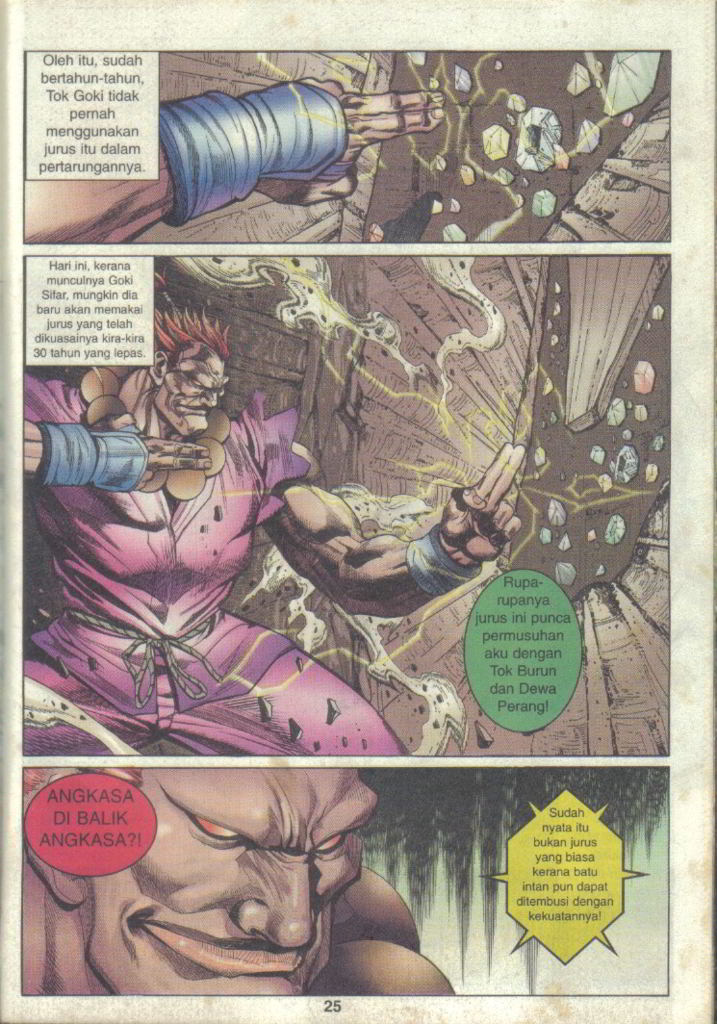 Oleh itu, sudah
bertahun-tahun,
Tok Goki tidak
pernah
menggunakan
jurus itu dalam
pertarungannya.
Hari ini, kerana
munculnya Goki
Sifar, mungkin dia
baru akan memakai
jurus yang telah
dikuasainya kira-kira
30 tahun yang lepas.
Rupa-
rupanya
jurus ini punca
permusuhan
aku dengan
Tok Burun
dan Dewa
Perang!
ANGKASA
DI BALIK
ANGKASA?!
Sudah
nyata itu
bukan jurus
yang biasa
kerana batu
intan pun dapat
ditembusi dengan
kekuatannya!
25